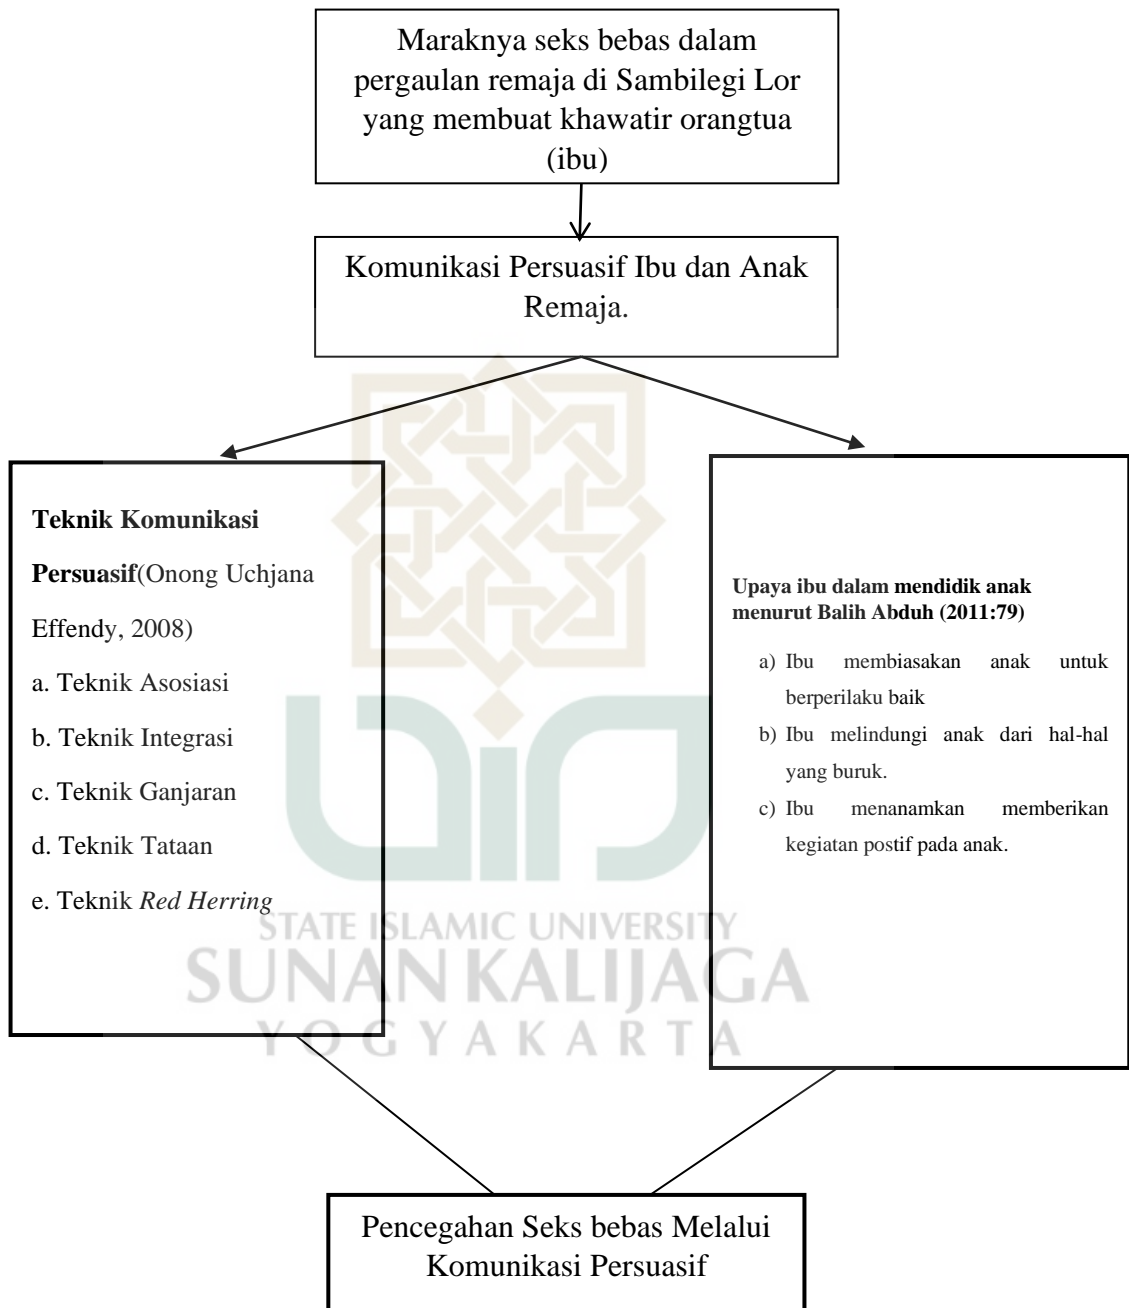 Maraknya seks bebas dalam
pergaulan remaja di Sambilegi Lor
yang membuat khawatir orangtua
(ibu)
Komunikasi Persuasif Ibu dan Anak
Remaja.
Teknik Komunikasi
Persuasif(Onong Uchjana
Effendy, 2008)
a. Teknik Asosiasi
b. Teknik Integrasi
c. Teknik Ganjaran
d. Teknik Tataan
e. Teknik Red Herring
Upaya ibu dalam mendidik anak
menurut Balih Abduh (2011:79)
a) Ibu membiasakan anak untuk
berperilaku baik
b) Ibu melindungi anak dari hal-hal
yang buruk.
c) Ibu menanamkan memberikan
kegiatan postif pada anak.
STATE ISLAMIC UNIVERSITY
SUNAN KALIJAGA
YOGYAKARTA
Pencegahan Seks bebas Melalui
Komunikasi Persuasif